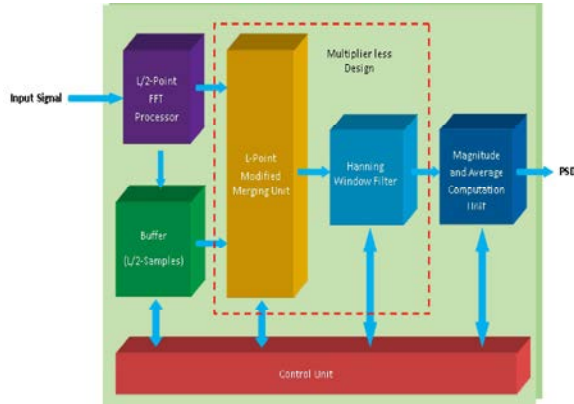 Multiplier less
Design
Input Signal
L/2-Point
FFT
Processor
L-Point
Modified
Merging Unit
Hanning
Window Filter
Magnitude
and Average
Computation
Unit
PSD
Buffer
(L/2-Samples)
Control Unit